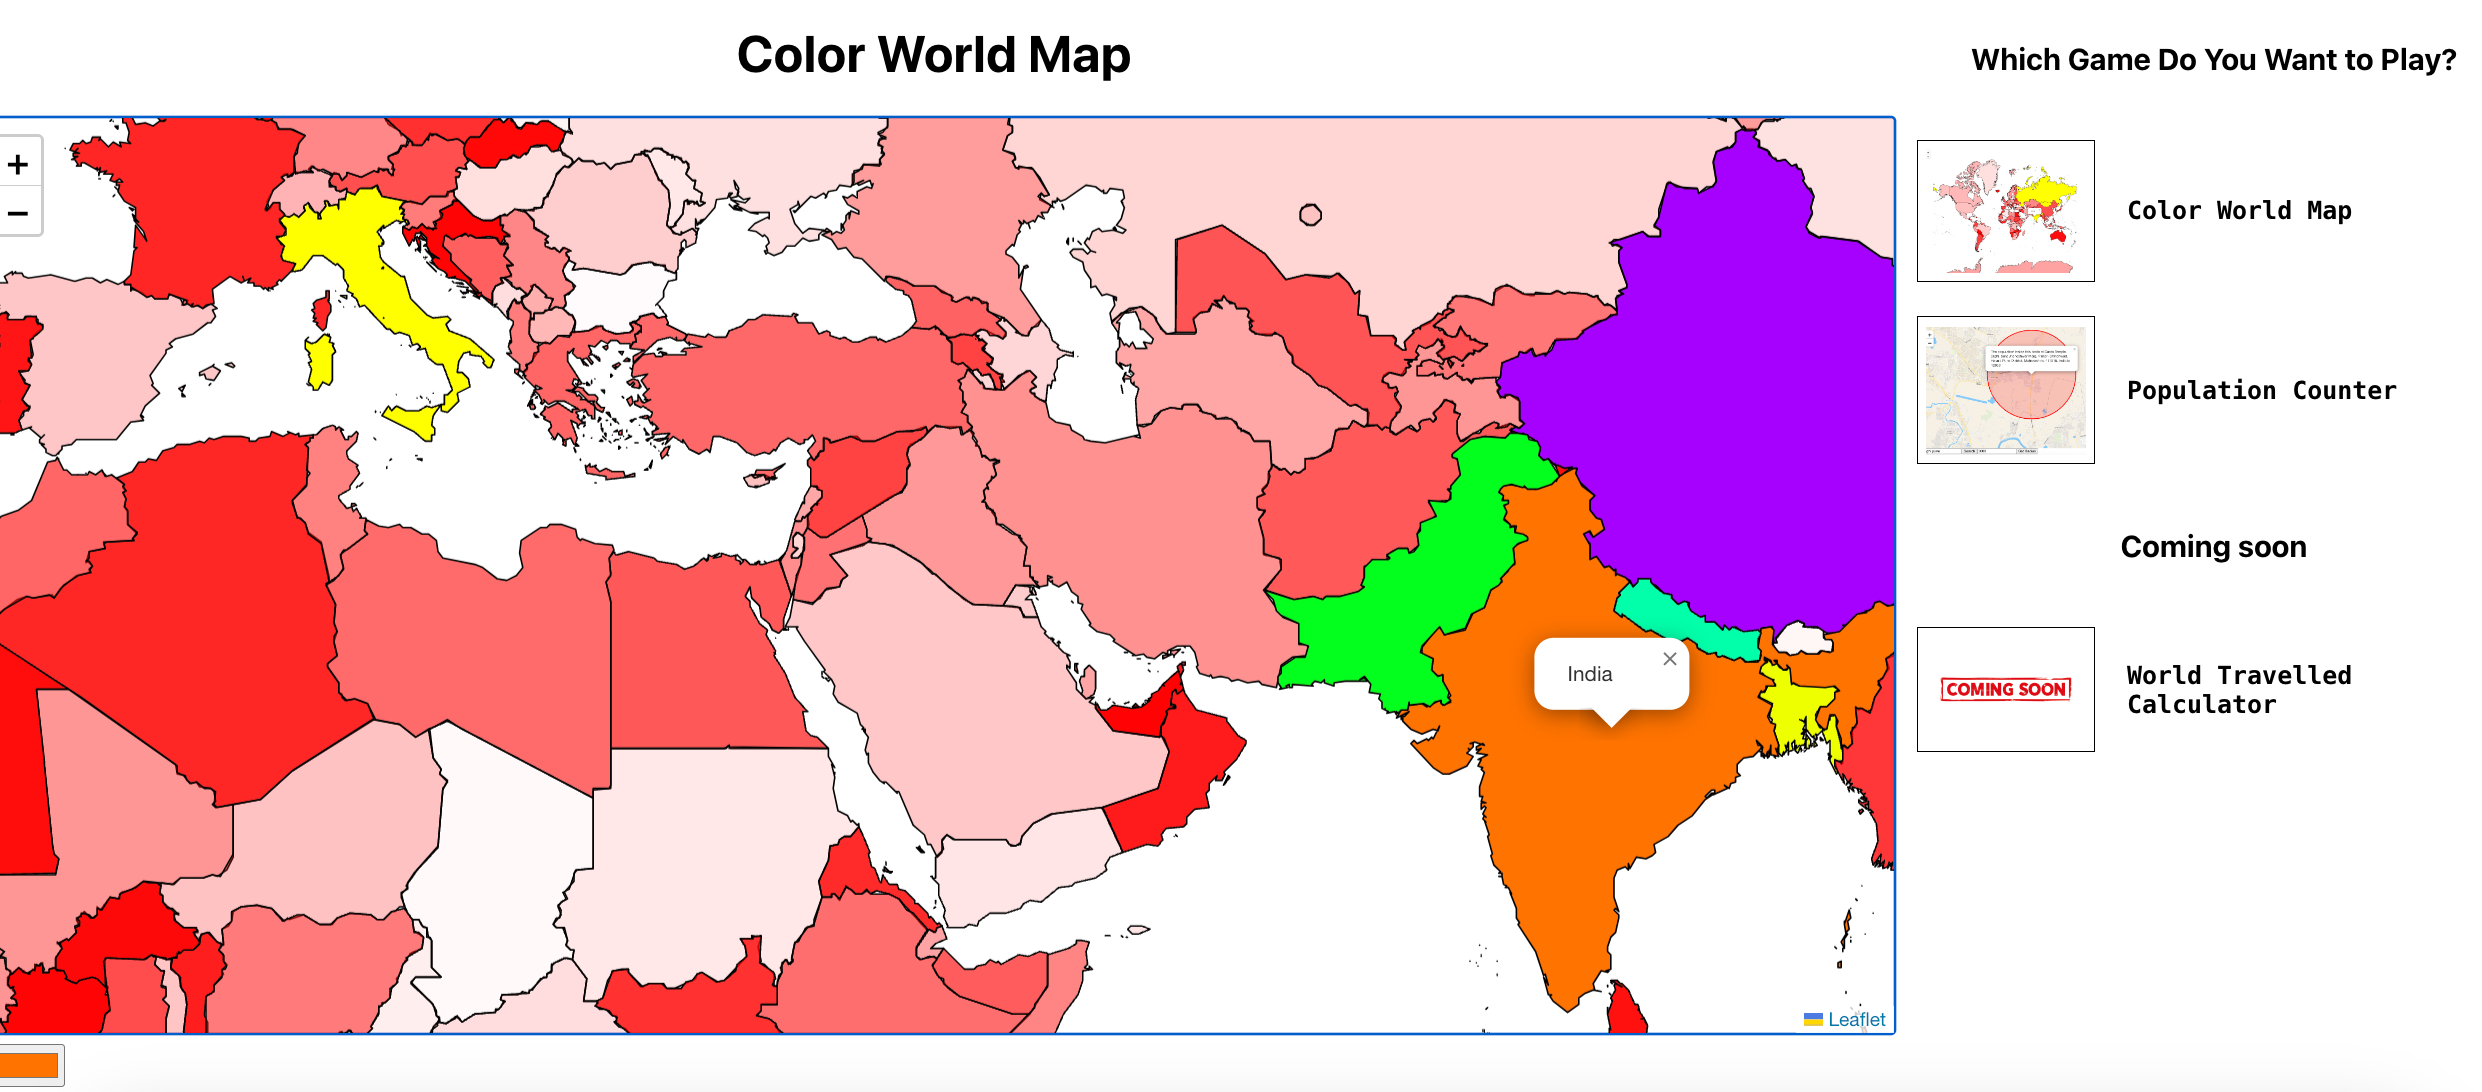 Color World Map
Which Game Do You Want to Play?
+
−
Color World Map
Population Counter
Coming soon
India
×
COMING SOON
World Travelled
Calculator
Leaflet